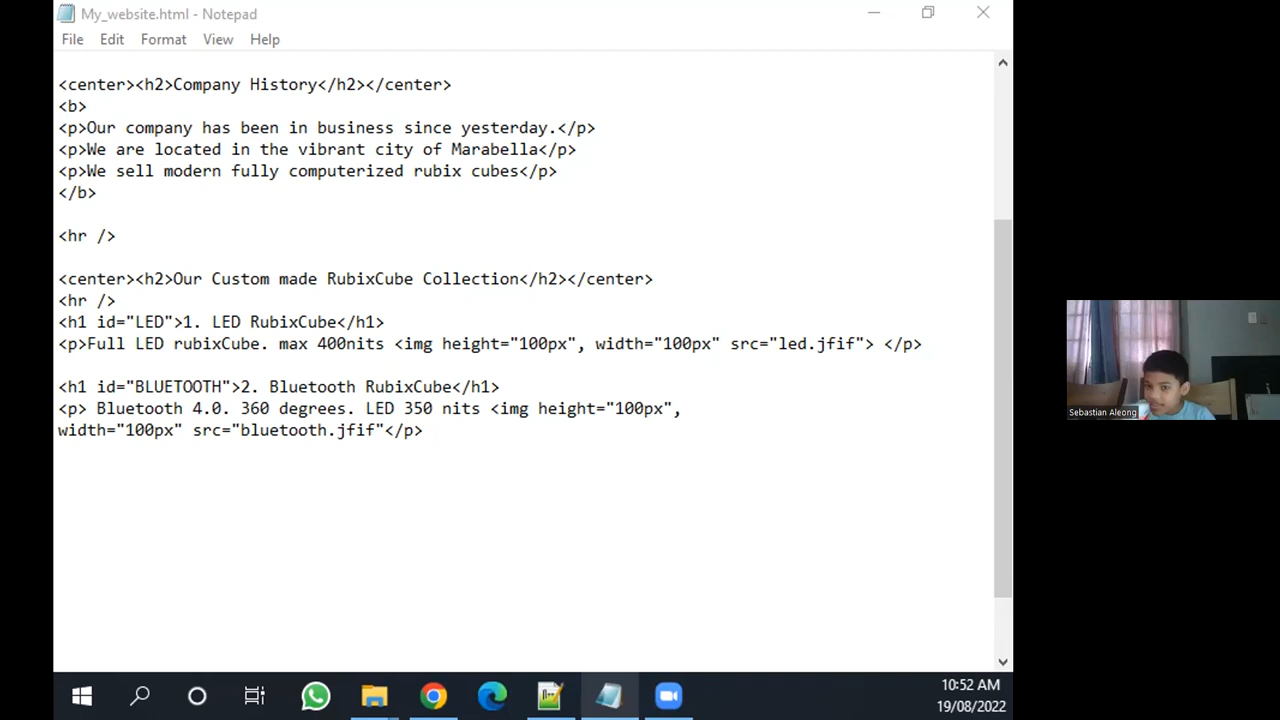 My_website.html - Notepad
File Edit Format View Help
<center><h2>Company History</h2></center>
<b>
<p>Our company has been in business since yesterday.</p>
<p>We are located in the vibrant city of Marabella</p>
<p>We sell modern fully computerized rubix cubes</p>
</b>
<hr />
<center><h2>Our Custom made RubixCube Collection</h2></center>
<hr />
<h1 id="LED">1. LED RubixCube</h1>
<p>Full LED rubixCube. max 400nits <img height="100px", width="100px" src="led.jfif"> </p>
<h1 id="BLUETOOTH">2. Bluetooth RubixCube</h1>
<p> Bluetooth 4.0. 360 degrees. LED 350 nits <img height="100px",
width="100px" src="bluetooth.jfif"</p>
Sebastian Aleong
10:52 AM
19/08/2022